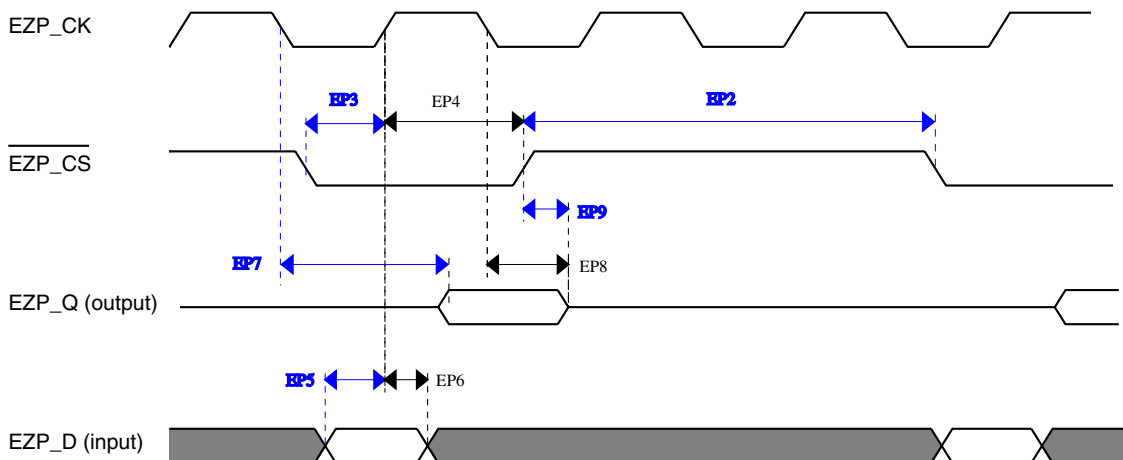 EZP_CK
EP3
EP4
EP2
EZP_CS
EP9
EP7
EP8
EZP_Q (output)
EP5
EP6
EZP_D (input)